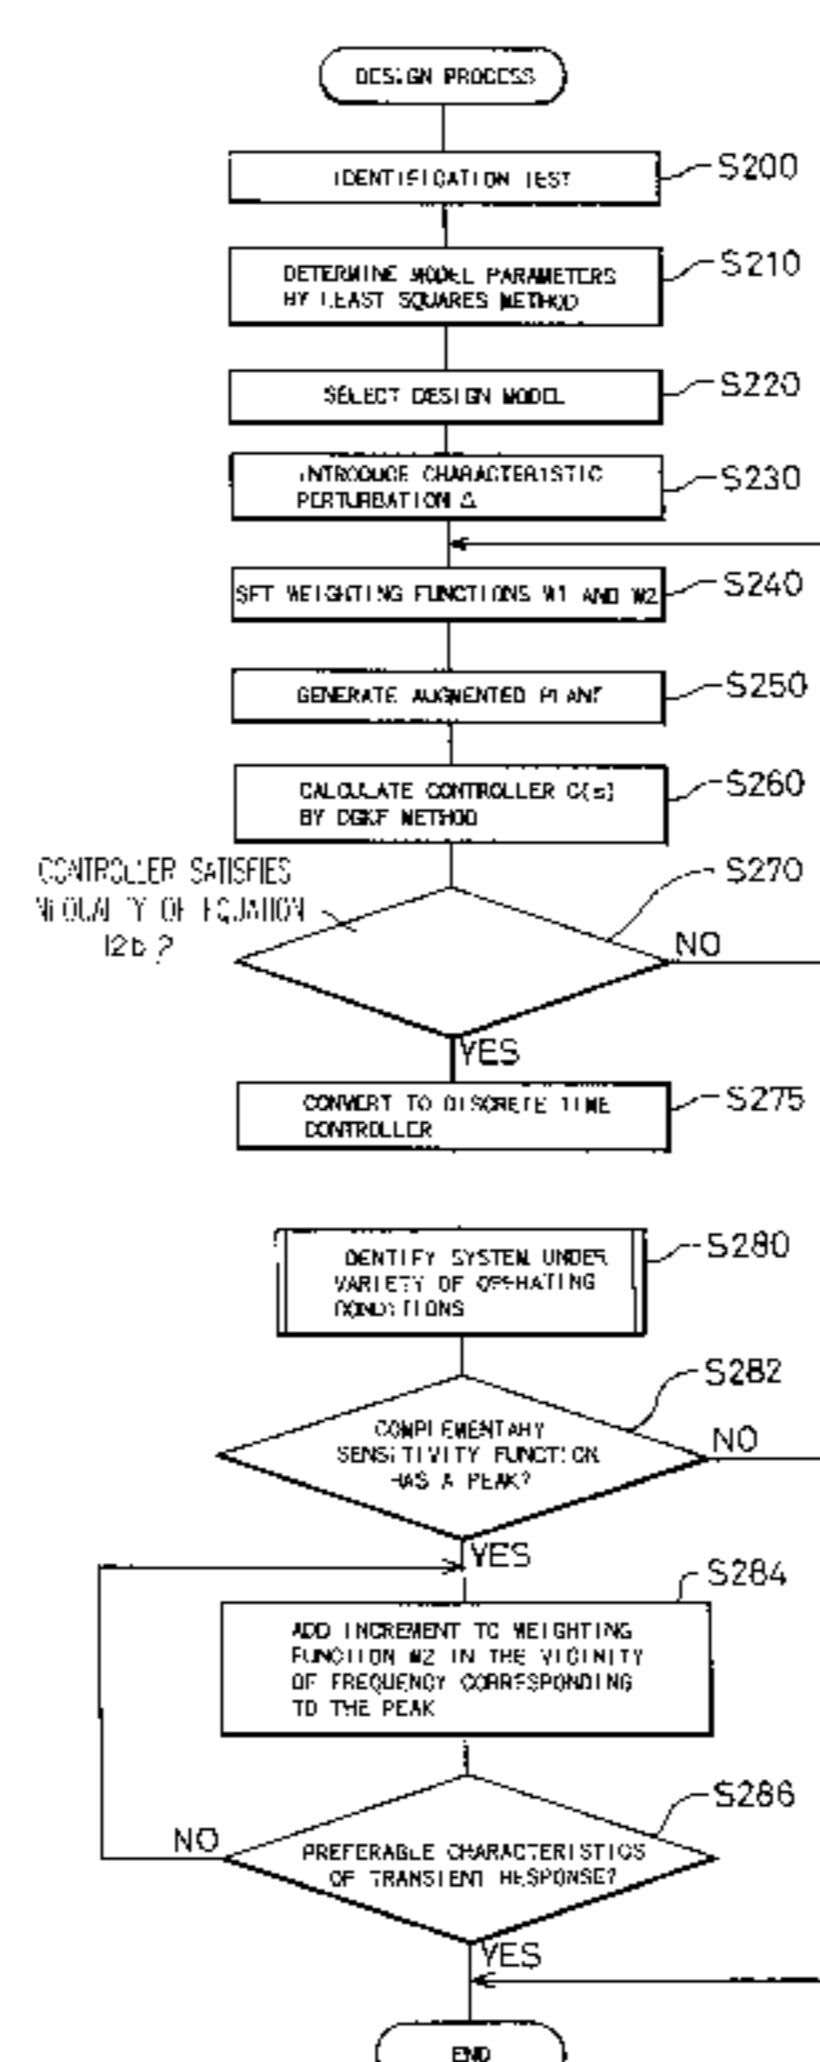 DESIGN PROCESS
IDENTIFICATION TEST
S200
DETERMINE MODEL PARAMETERS
BY LEAST SQUARES METHOD
S210
SELECT DESIGN MODEL
S220
INTRODUCE CHARACTERISTIC
PERTURBATION Δ
S230
SET WEIGHTING FUNCTIONS W1 AND W2
S240
GENERATE AUGMENTED PLANT
S250
CALCULATE CONTROLLER C(s)
BY DGKF METHOD
S260
CONTROLLER SATISFIES
INEQUALITY OF EQUATION
12b ?
S270
NO
YES
CONVERT TO DISCRETE TIME
CONTROLLER
S275
IDENTIFY SYSTEM UNDER
VARIETY OF OPERATING
CONDITIONS
S280
COMPLEMENTARY
SENSITIVITY FUNCTION
HAS A PEAK?
S282
NO
YES
ADD INCREMENT TO WEIGHTING
FUNCTION W2 IN THE VICINITY
OF FREQUENCY CORRESPONDING
TO THE PEAK
S284
PREFERABLE CHARACTERISTICS
OF TRANSIENT RESPONSE?
S286
NO
YES
END